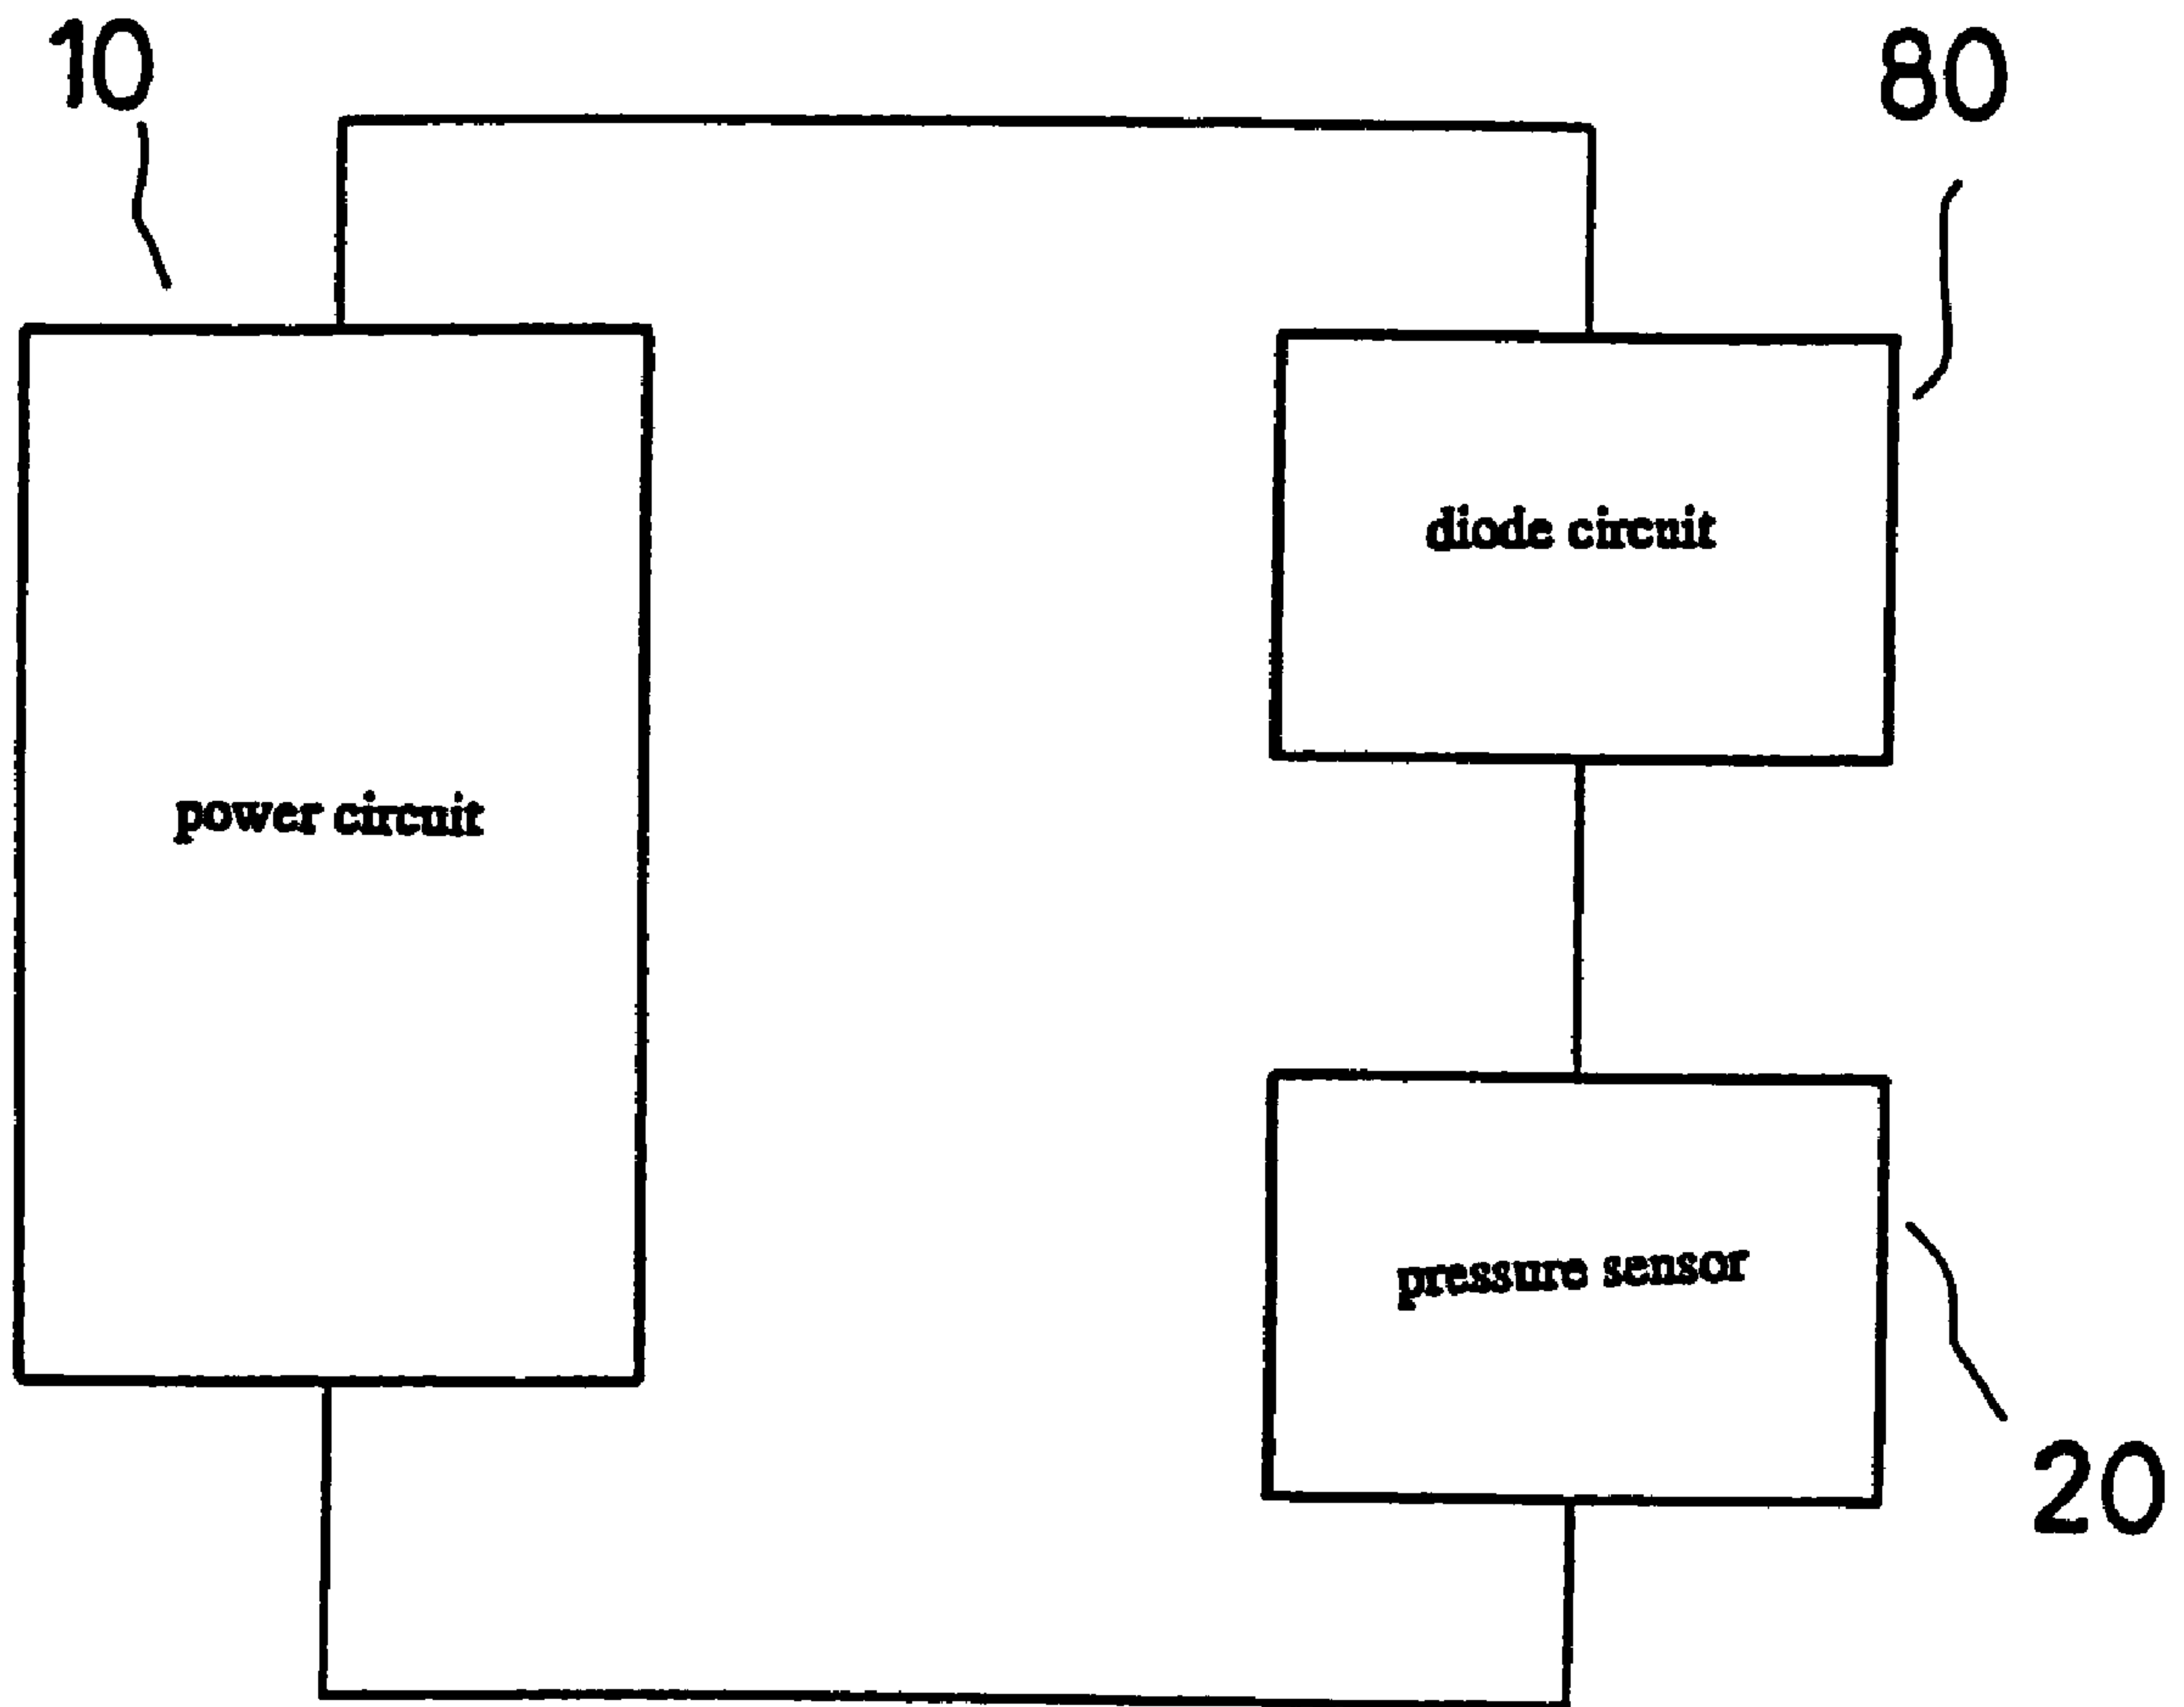 10
80
diode circuit
power circuit
pressure sensor
20